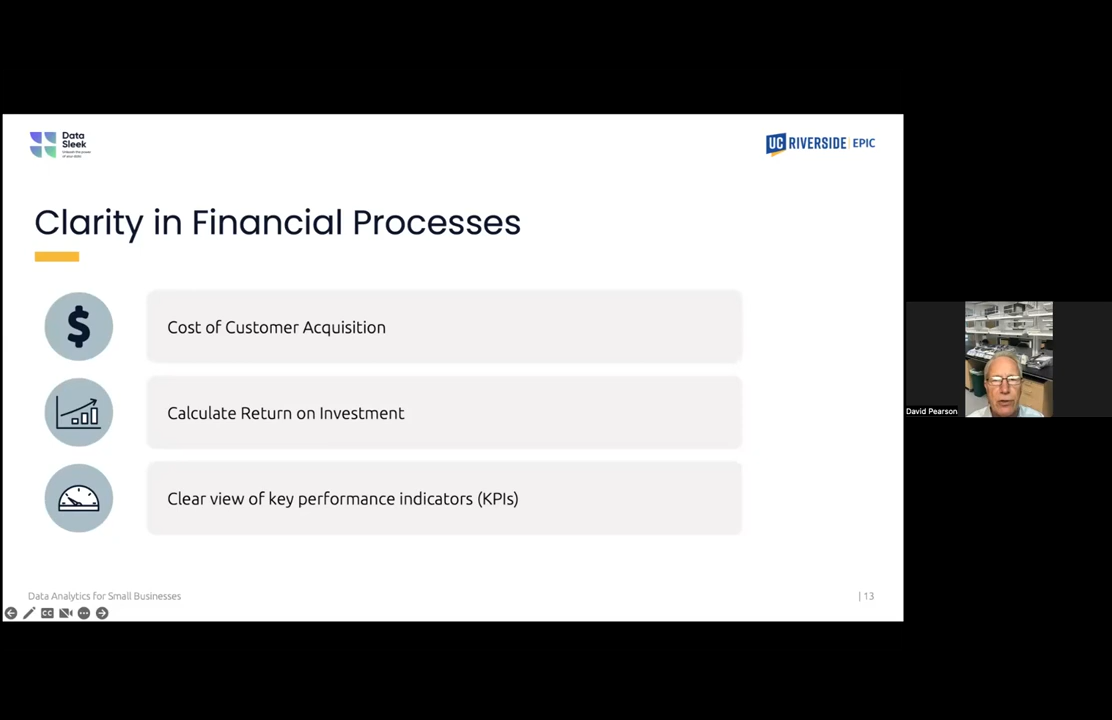 Data
Sleek
UC RIVERSIDE | EPIC
Clarity in Financial Processes
$
Cost of Customer Acquisition
Calculate Return on Investment
Clear view of key performance indicators (KPIs)
David Pearson
Data Analytics for Small Businesses
| 13
CC